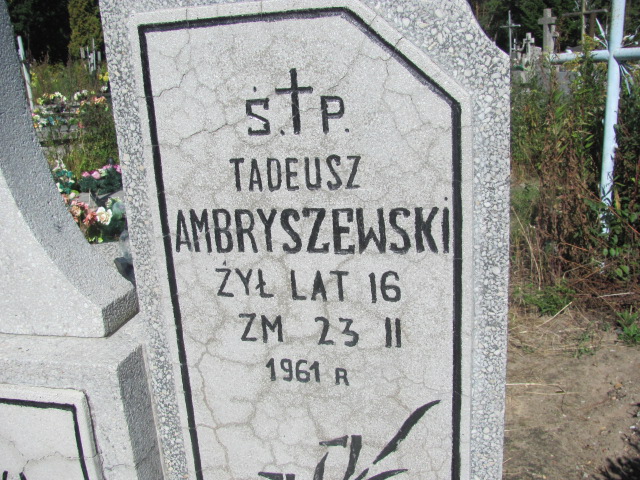 Ś.†P.
TADEUSZ
AMBRYSZEWSKI
ŻYŁ LAT 16
ZM 23 II
1961 R